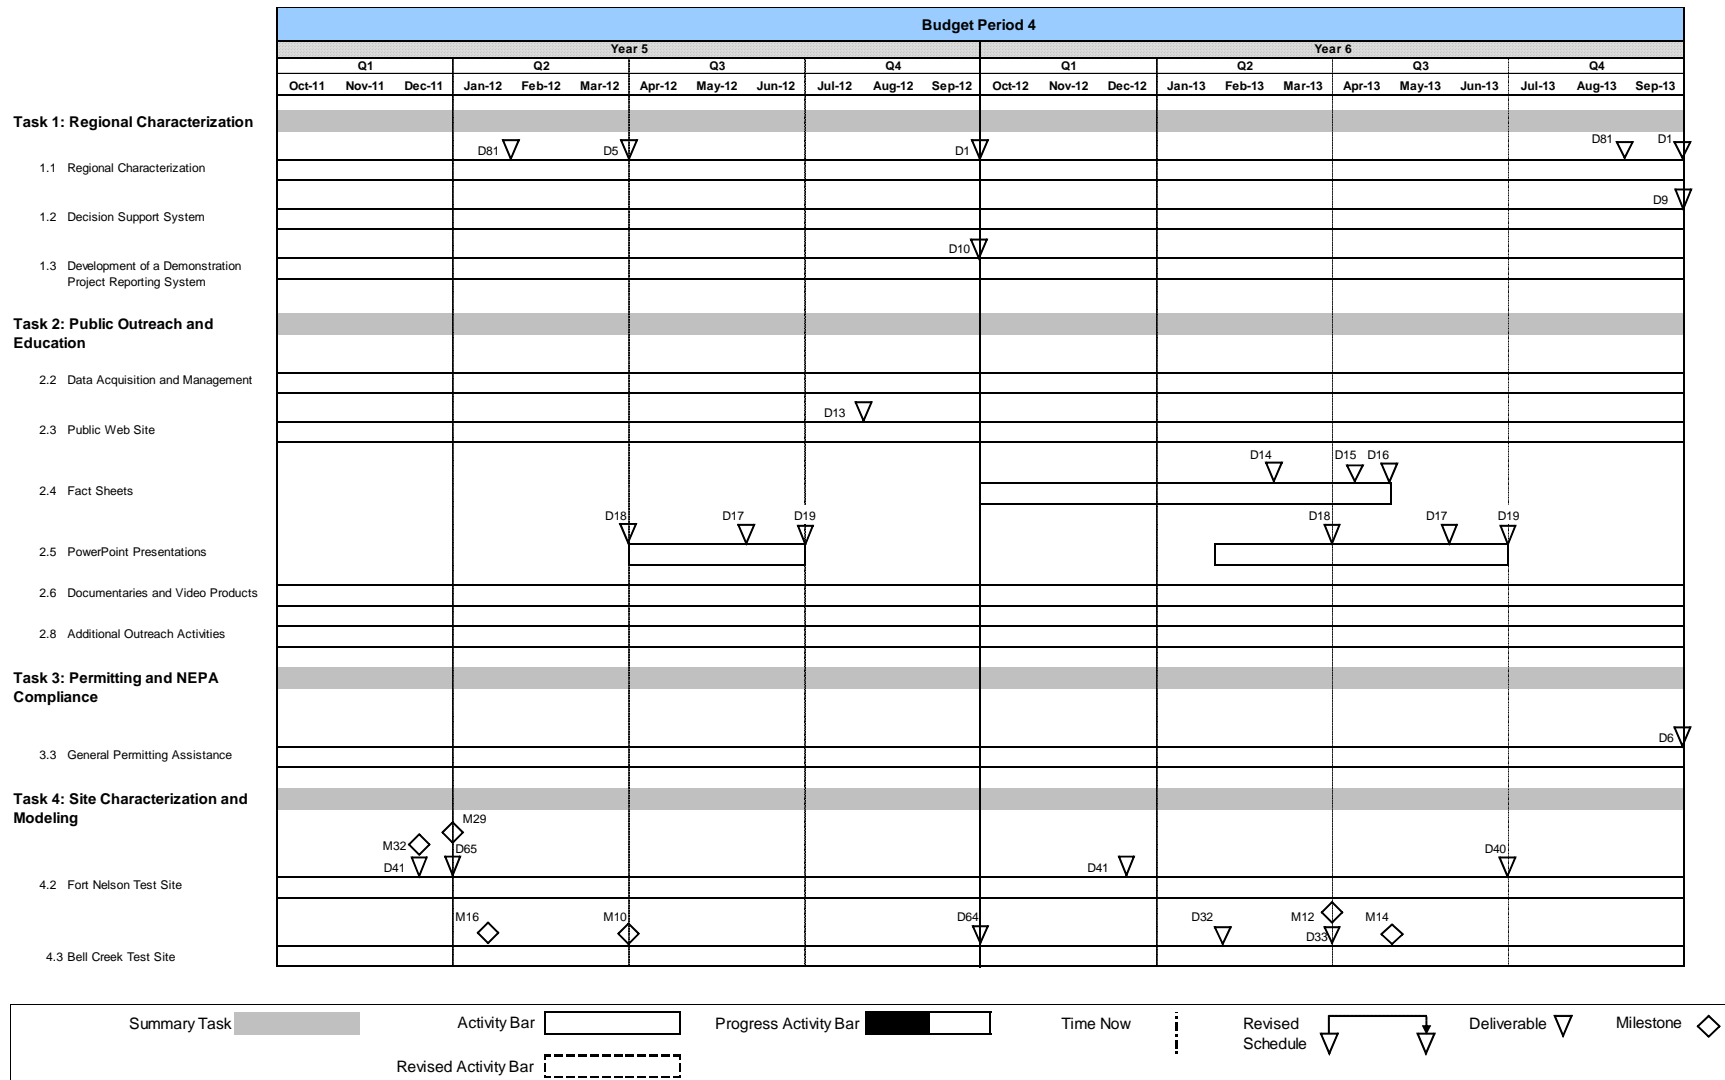 Budget Period 4
Year 5 Year 6
Q1 Q2 Q3 Q4 Q1 Q2 Q3 Q4
Oct-11 Nov-11 Dec-11 Jan-12 Feb-12 Mar-12 Apr-12 May-12 Jun-12 Jul-12 Aug-12 Sep-12 Oct-12 Nov-12 Dec-12 Jan-13 Feb-13 Mar-13 Apr-13 May-13 Jun-13 Jul-13 Aug-13 Sep-13
Task 1: Regional Characterization
D81 D5 D1 D81 D1
1.1 Regional Characterization
D9
1.2 Decision Support System
D10
1.3 Development of a Demonstration
Project Reporting System
Task 2: Public Outreach and
Education
2.2 Data Acquisition and Management
D13
2.3 Public Web Site
D14 D15 D16
2.4 Fact Sheets
D18 D17 D19 D18 D17 D19
2.5 PowerPoint Presentations
2.6 Documentaries and Video Products
2.8 Additional Outreach Activities
Task 3: Permitting and NEPA
Compliance
D6
3.3 General Permitting Assistance
Task 4: Site Characterization and
Modeling
M29
M32
D65 D40
D41 D41
4.2 Fort Nelson Test Site
M16 M10 D64 D32 M12 M14
D33
4.3 Bell Creek Test Site
Summary Task Activity Bar Progress Activity Bar Time Now Revised Deliverable Milestone
Schedule
Revised Activity Bar